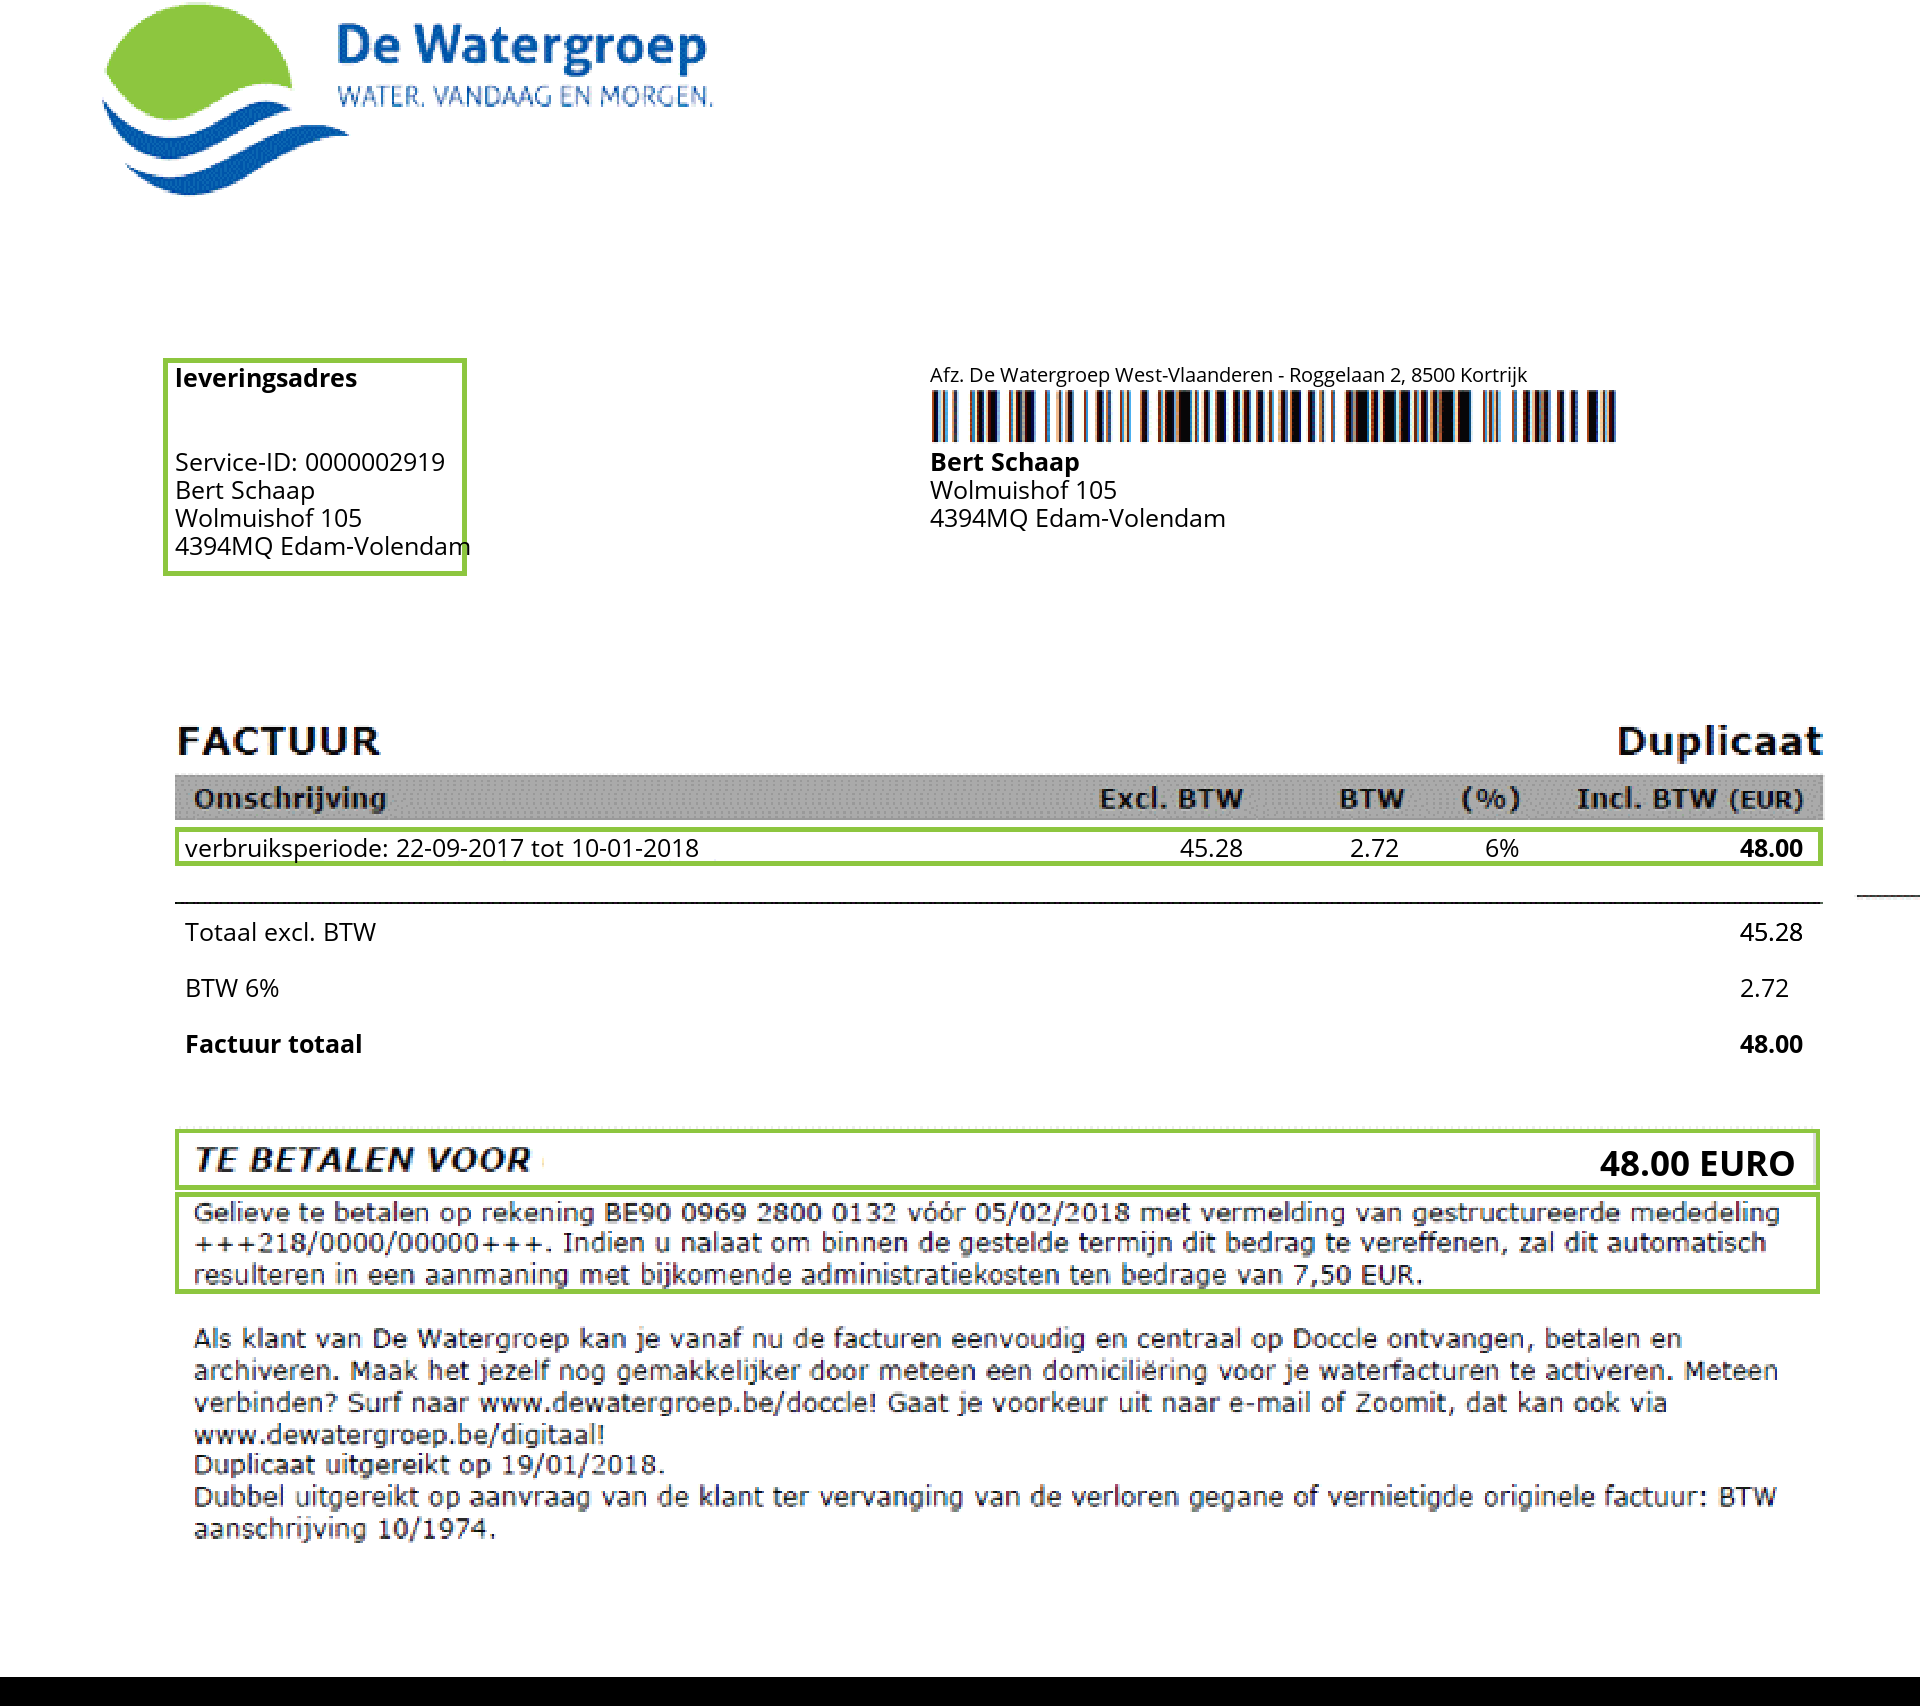 De Watergroep
WATER. VANDAAG EN MORGEN.
leveringsadres
Service-ID: 0000002919
Bert Schaap
Wolmuishof 105
4394MQ Edam-Volendam
Afz. De Watergroep West-Vlaanderen - Roggelaan 2, 8500 Kortrijk
Bert Schaap
Wolmuishof 105
4394MQ Edam-Volendam
FACTUUR Duplicaat
Omschrijving Excl. BTW BTW (%) Incl. BTW (EUR)
verbruiksperiode: 22-09-2017 tot 10-01-2018 45.28 2.72 6% 48.00
Totaal excl. BTW 45.28
BTW 6% 2.72
Factuur totaal 48.00
TE BETALEN VOOR 48.00 EURO
Gelieve te betalen op rekening BE90 0969 2800 0132 vóór 05/02/2018 met vermelding van gestructureerde mededeling
+++218/0000/00000+++. Indien u nalaat om binnen de gestelde termijn dit bedrag te vereffenen, zal dit automatisch
resulteren in een aanmaning met bijkomende administratiekosten ten bedrage van 7,50 EUR.
Als klant van De Watergroep kan je vanaf nu de facturen eenvoudig en centraal op Doccle ontvangen, betalen en
archiveren. Maak het jezelf nog gemakkelijker door meteen een domiciliëring voor je waterfacturen te activeren. Meteen
verbinden? Surf naar www.dewatergroep.be/doccle! Gaat je voorkeur uit naar e-mail of Zoomit, dat kan ook via
www.dewatergroep.be/digitaal!
Duplicaat uitgereikt op 19/01/2018.
Dubbel uitgereikt op aanvraag van de klant ter vervanging van de verloren gegane of vernietigde originele factuur: BTW
aanschrijving 10/1974.